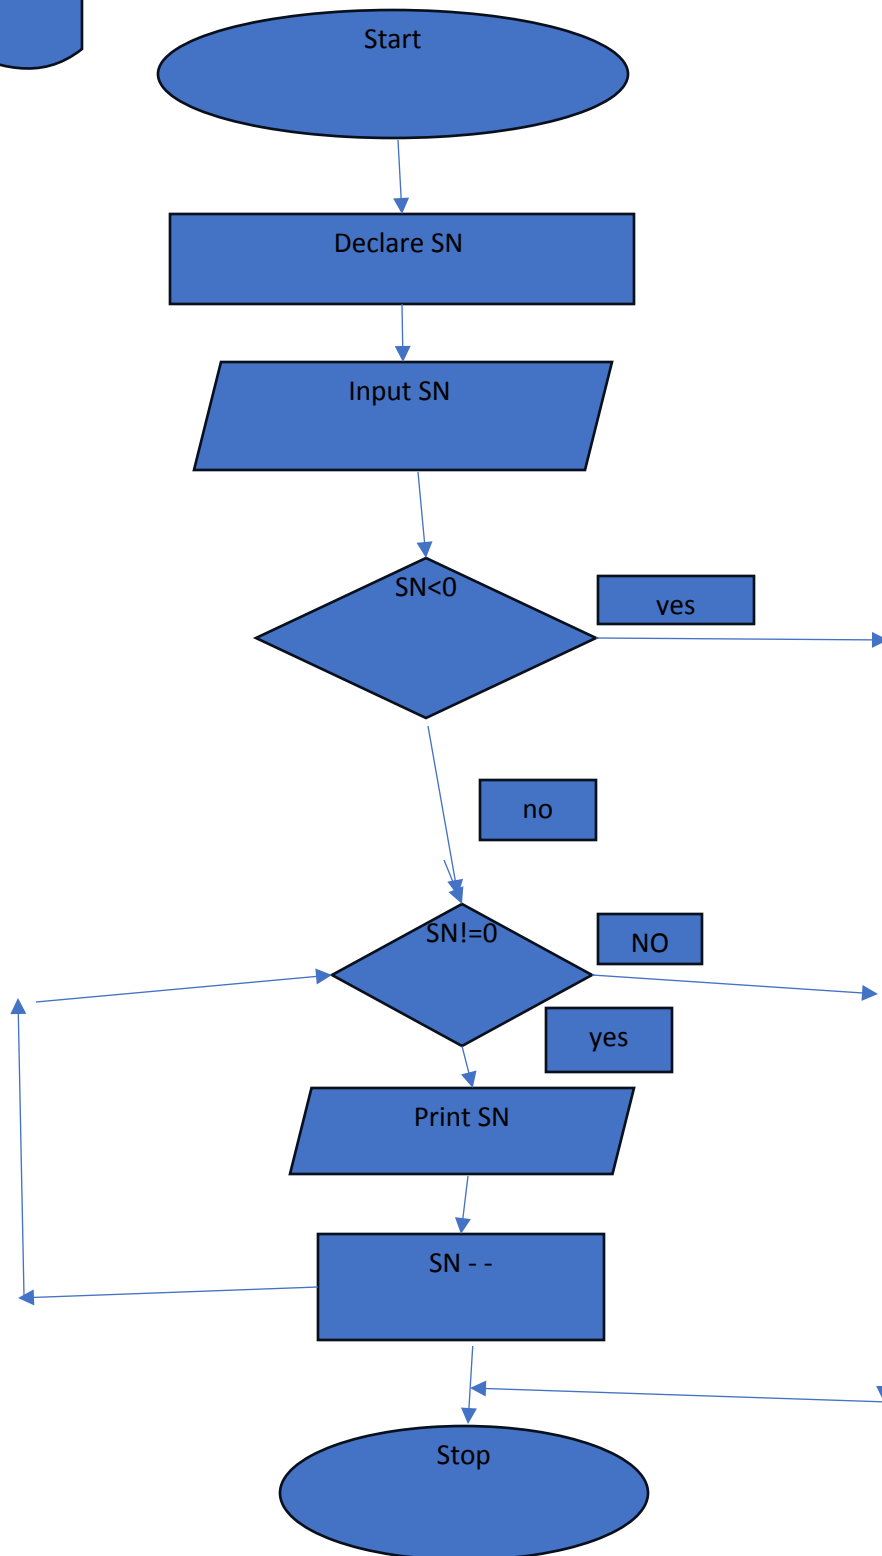 Start
Declare SN
Input SN
SN<0
yes
no
SN!=0
NO
yes
Print SN
SN - -
Stop